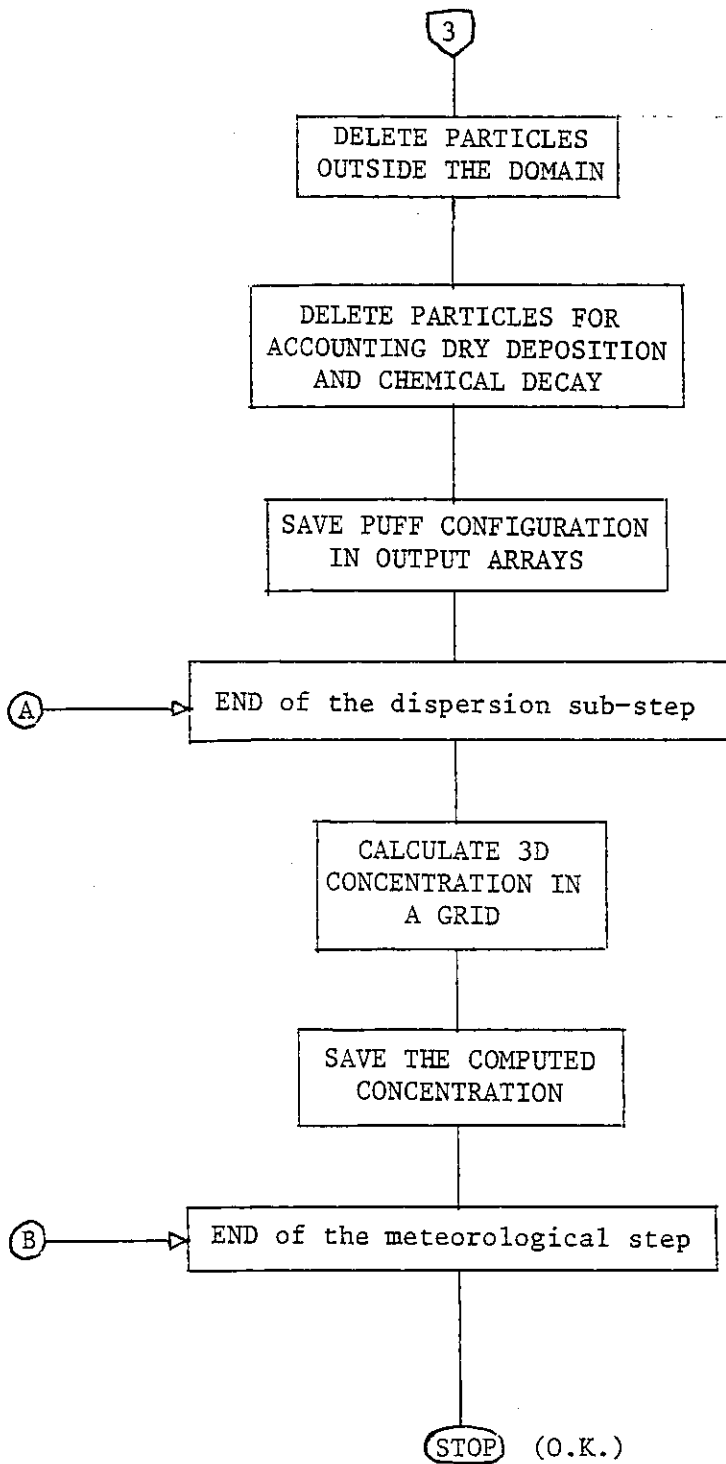 3
DELETE PARTICLES
OUTSIDE THE DOMAIN
DELETE PARTICLES FOR
ACCOUNTING DRY DEPOSITION
AND CHEMICAL DECAY
SAVE PUFF CONFIGURATION
IN OUTPUT ARRAYS
A
END of the dispersion sub-step
CALCULATE 3D
CONCENTRATION IN
A GRID
SAVE THE COMPUTED
CONCENTRATION
B
END of the meteorological step
STOP (O.K.)